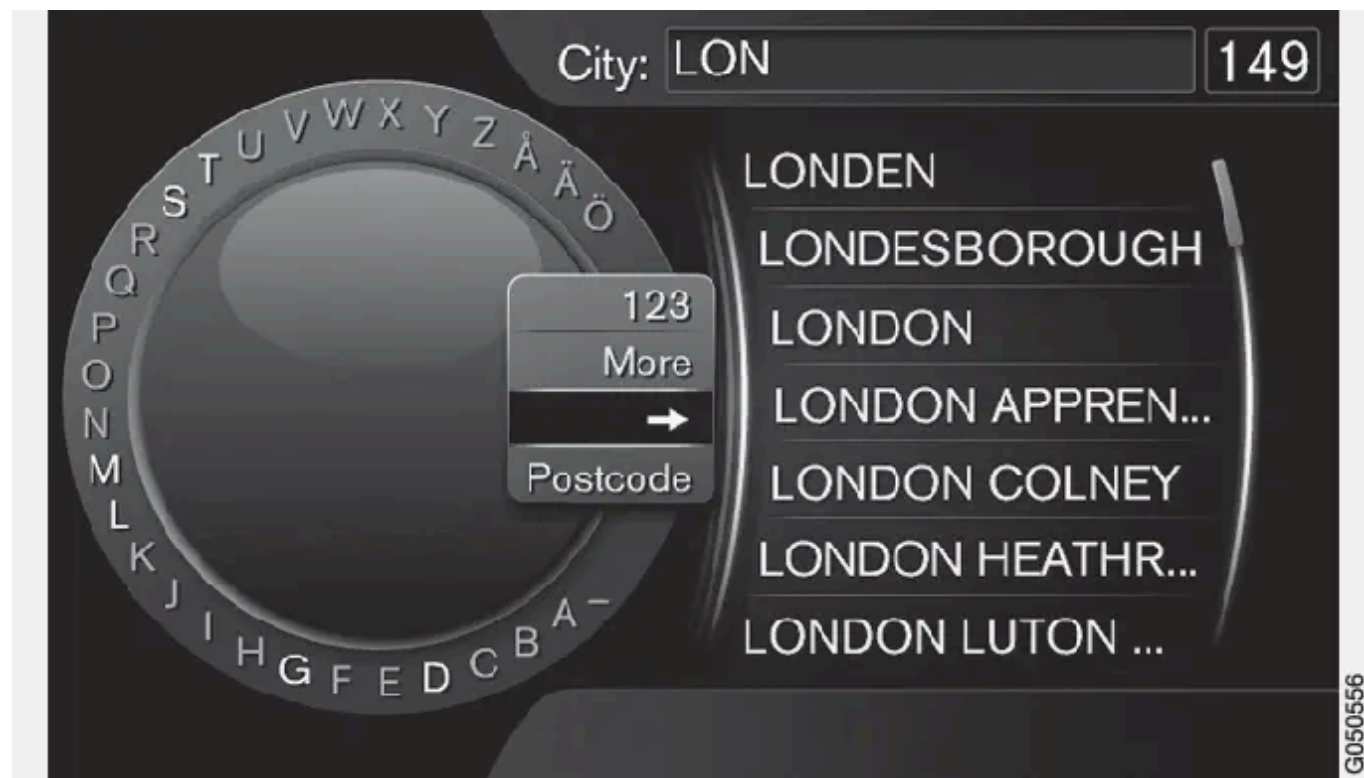 City: LON 149
W X Y Z Å Ä Ö
V
U
T
S
R
Q
P
O
N
M
L
K
J
I
H G F E D C B A –
123
More
→
Postcode
LONDEN
LONDESBOROUGH
LONDON
LONDON APPREN...
LONDON COLNEY
LONDON HEATHR...
LONDON LUTON ...
G050556